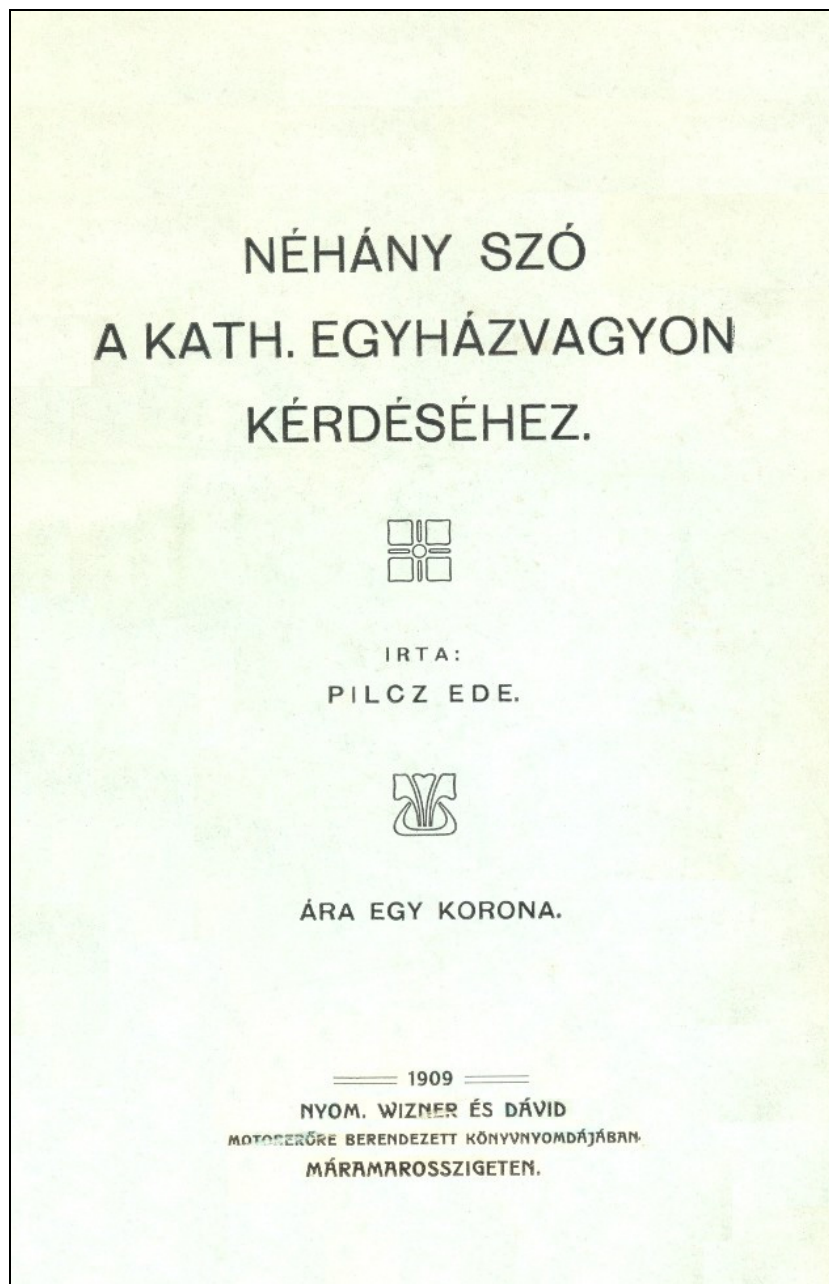 NÉHÁNY SZÓ
A KATH. EGYHÁZVAGYON
KÉRDÉSÉHEZ.
IRTA:
PILCZ EDE.
ÁRA EGY KORONA.
1909
NYOM. WIZNER ÉS DÁVID
MOTORERŐRE BERENDEZETT KÖNYVNYOMDÁJÁBAN.
MÁRAMAROSSZIGETEN.